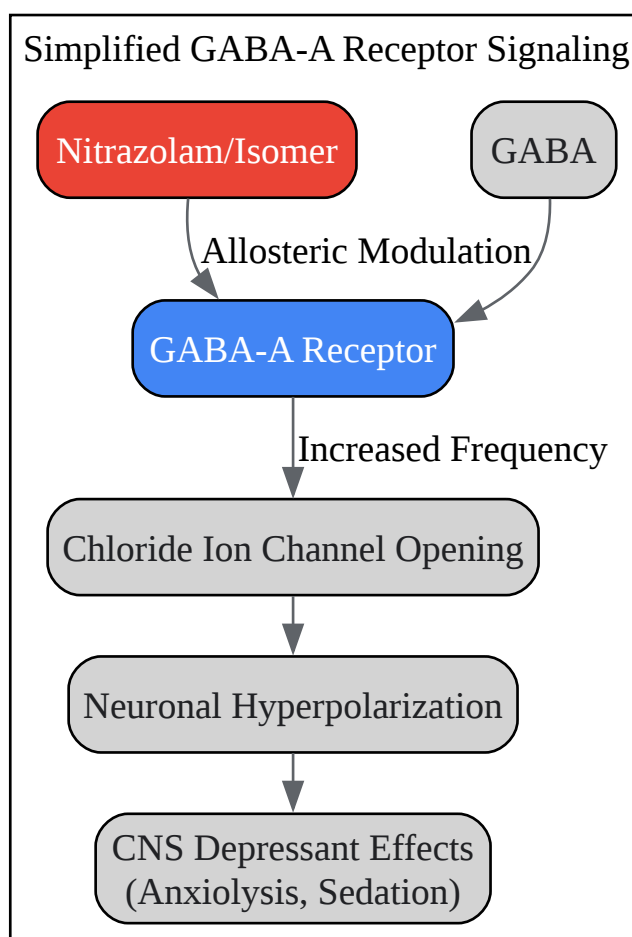 Simplified GABA-A Receptor Signaling
Nitrazolam/Isomer
GABA
Allosteric Modulation
GABA-A Receptor
Increased Frequency
Chloride Ion Channel Opening
Neuronal Hyperpolarization
CNS Depressant Effects
(Anxiolysis, Sedation)